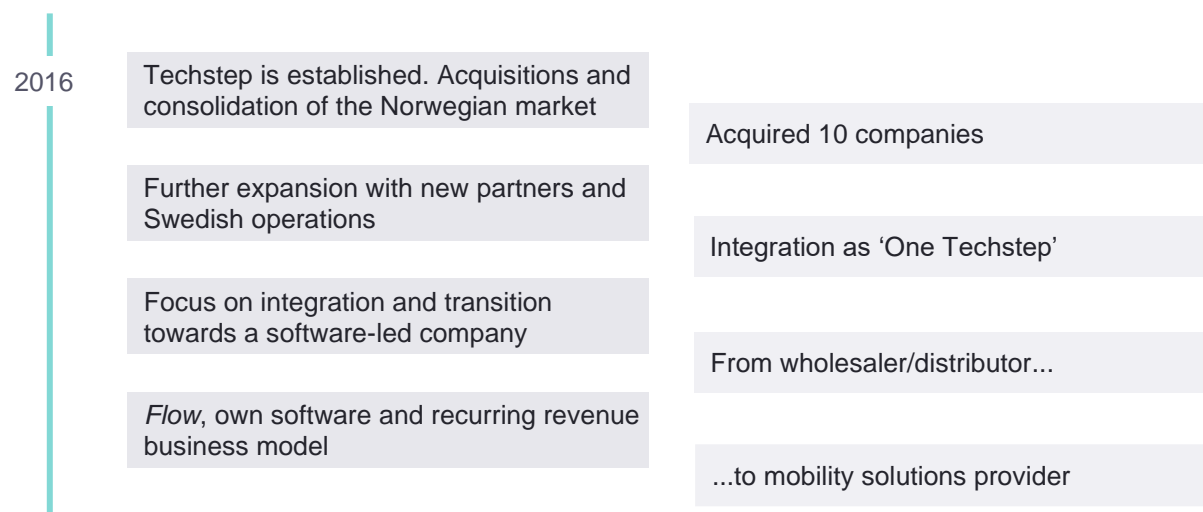 2016
Techstep is established. Acquisitions and
consolidation of the Norwegian market
Acquired 10 companies
Further expansion with new partners and
Swedish operations
Integration as ‘One Techstep’
Focus on integration and transition
towards a software-led company
From wholesaler/distributor...
Flow, own software and recurring revenue
business model
...to mobility solutions provider